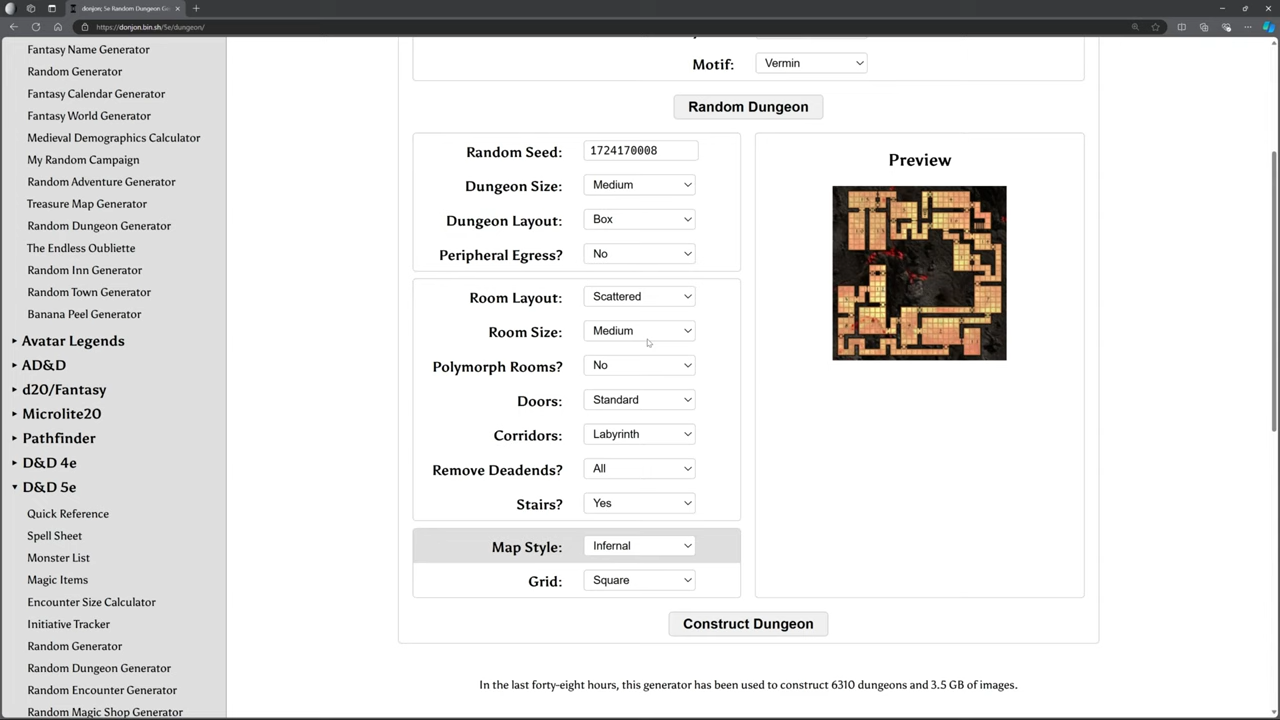 donjon; 5e Random Dungeon Ge
https://donjon.bin.sh/5e/dungeon/
Fantasy Name Generator
Random Generator
Fantasy Calendar Generator
Fantasy World Generator
Medieval Demographics Calculator
My Random Campaign
Random Adventure Generator
Treasure Map Generator
Random Dungeon Generator
The Endless Oubliette
Random Inn Generator
Random Town Generator
Banana Peel Generator
Avatar Legends
AD&D
d20/Fantasy
Microlite20
Pathfinder
D&D 4e
D&D 5e
Quick Reference
Spell Sheet
Monster List
Magic Items
Encounter Size Calculator
Initiative Tracker
Random Generator
Random Dungeon Generator
Random Encounter Generator
Random Magic Shop Generator
Motif: Vermin
Random Dungeon
Random Seed: 1724170008
Dungeon Size: Medium
Dungeon Layout: Box
Peripheral Egress? No
Room Layout: Scattered
Room Size: Medium
Polymorph Rooms? No
Doors: Standard
Corridors: Labyrinth
Remove Deadends? All
Stairs? Yes
Map Style: Infernal
Grid: Square
Preview
Construct Dungeon
In the last forty-eight hours, this generator has been used to construct 6310 dungeons and 3.5 GB of images.